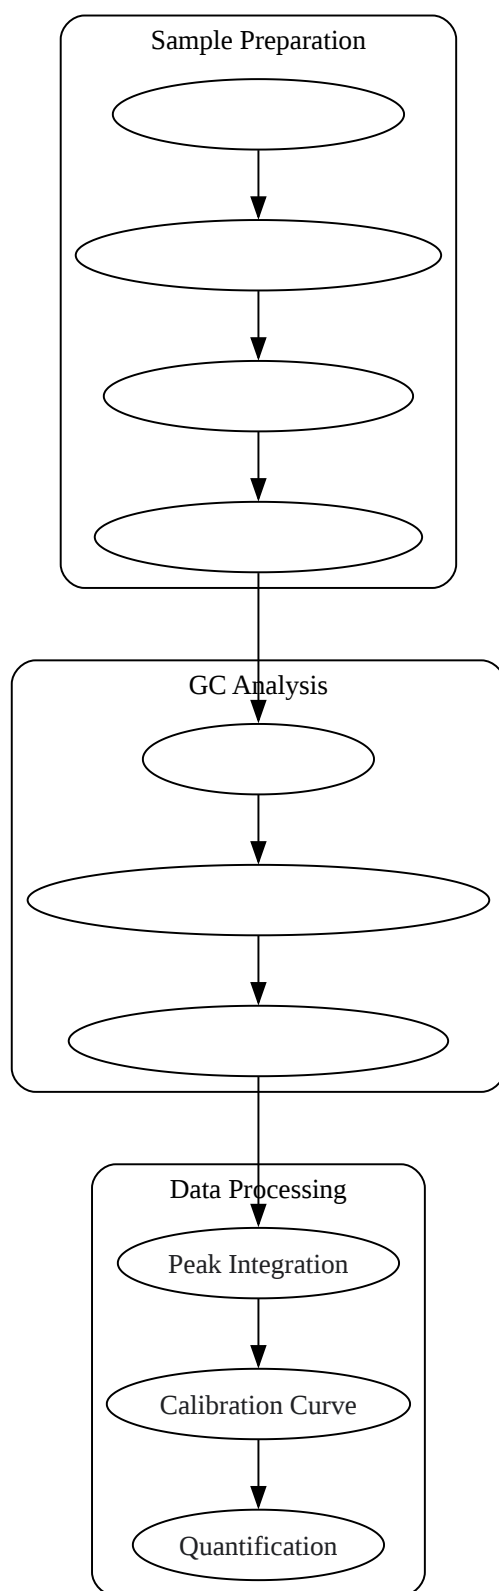 Sample Preparation
GC Analysis
Data Processing
Peak Integration
Calibration Curve
Quantification